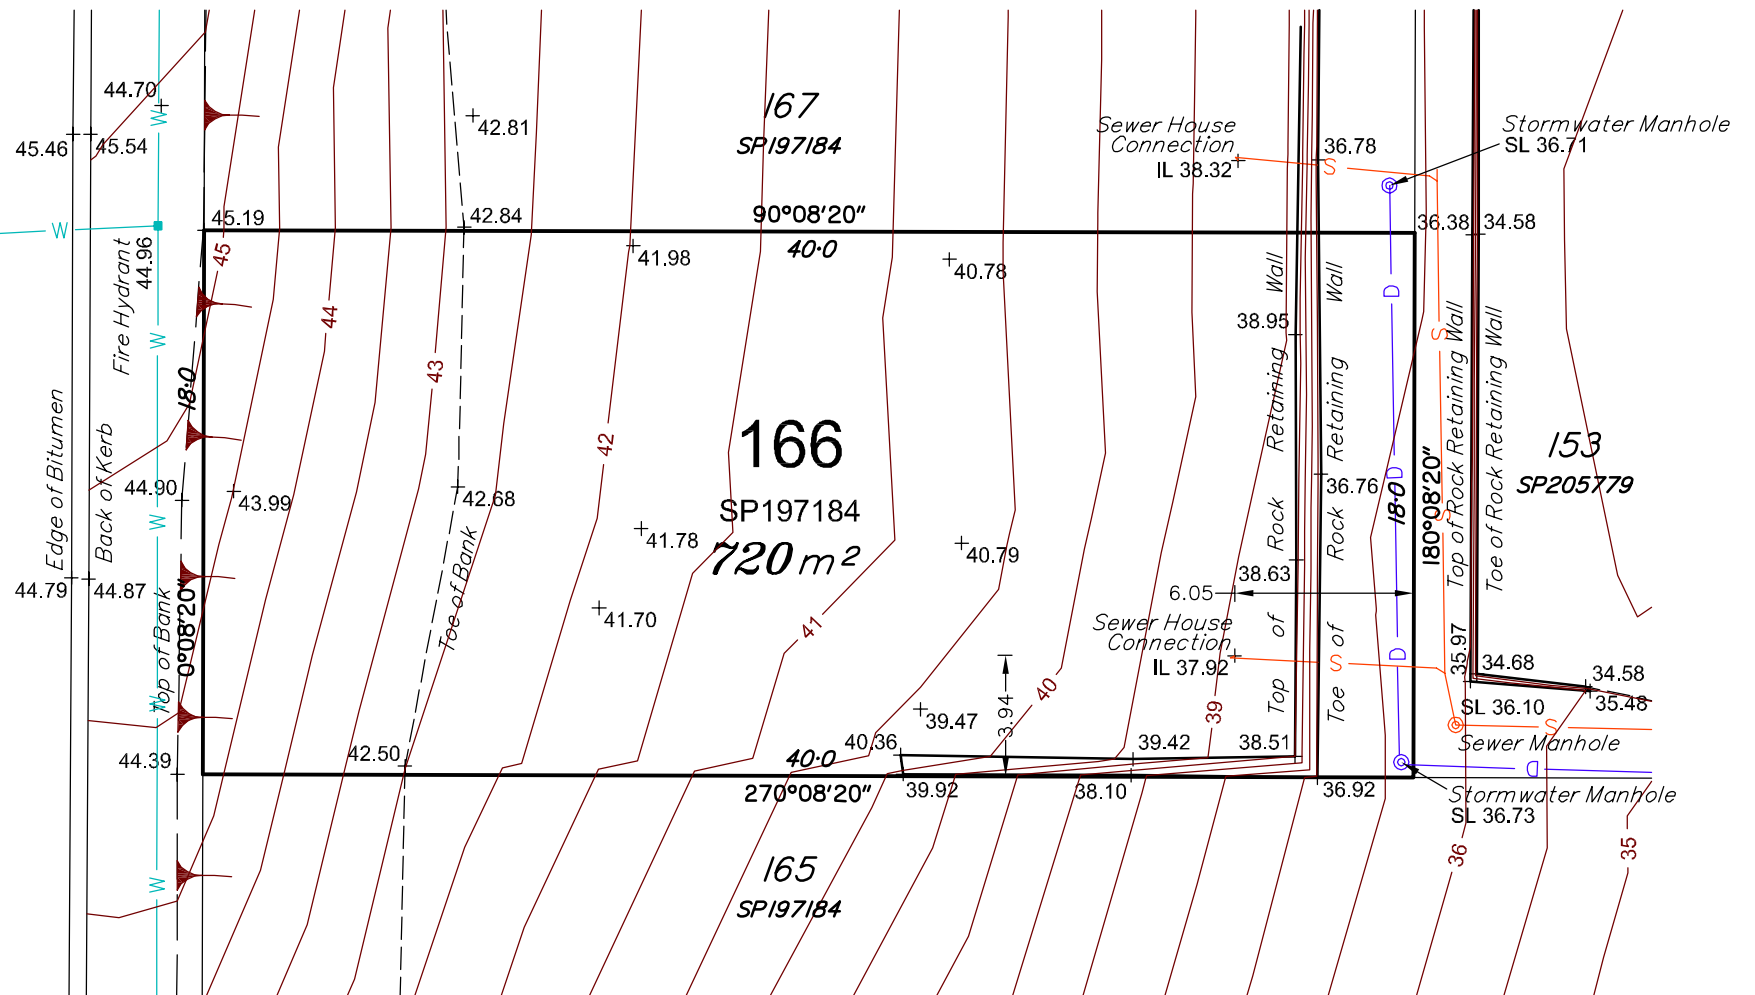 44.70
45.46
45.54
W
42.81
167
SP197184
Sewer House
Connection
IL 38.32
S
36.78
Stormwater Manhole
SL 36.71
W
45.19
42.84
90°08'20"
40·0
36.38
34.58
Fire Hydrant
44.96
45
41.98
40.78
Top of Rock Retaining Wall
Toe of Rock Retaining Wall
D
44
W
38.95
S
Top of Rock Retaining Wall
Toe of Rock Retaining Wall
43
18·0
Edge of Bitumen
Back of Kerb
42
166
SP197184
720 m²
153
SP205779
44.90
43.99
42.68
W
41.78
40.79
36.76
D
18·0
180°08'20"
S
44.79
44.87
Top of Bank
0°08'20"
Toe of Bank
41.70
38.63
6.05
41
Sewer House
Connection
IL 37.92
S
D
35.97
34.68
34.58
35.48
W
40
3.94
39.47
39
SL 36.10
S
Sewer Manhole
44.39
42.50
40·0
270°08'20"
40.36
39.42
38.51
39.92
38.10
36.92
D
Stormwater Manhole
SL 36.73
W
165
SP197184
36
35